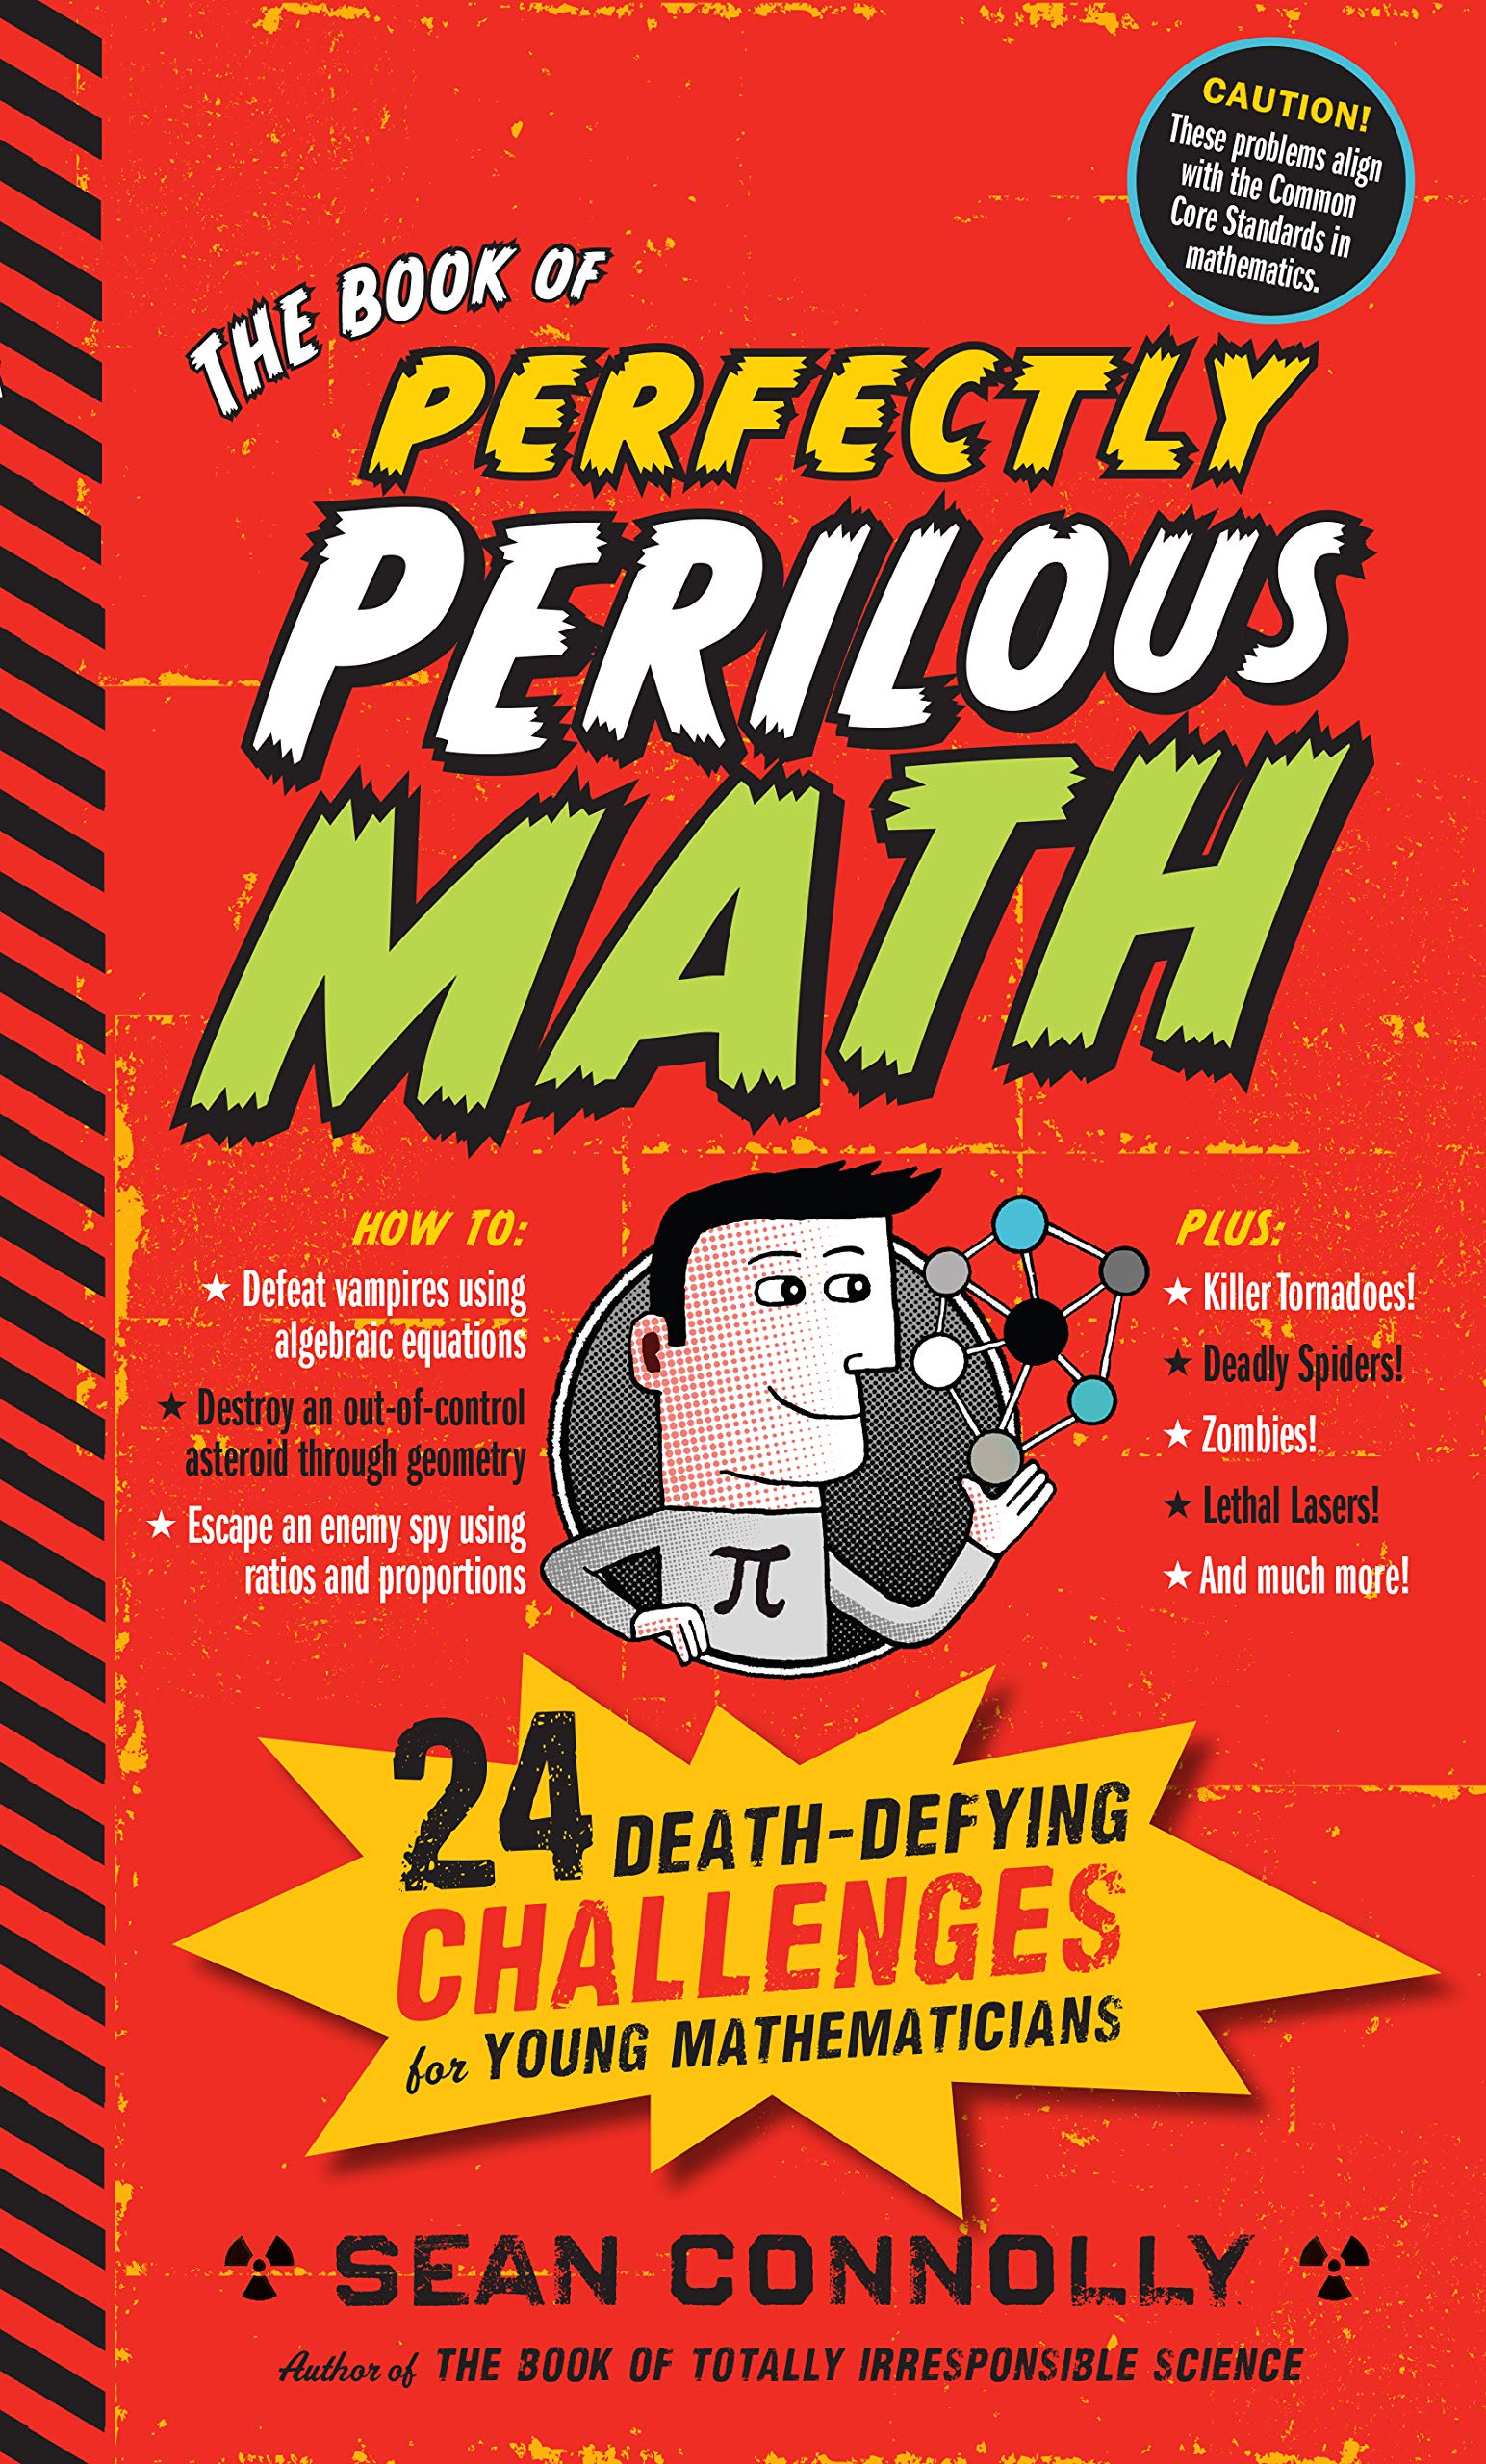 CAUTION!
These problems align
with the Common
Core Standards in
mathematics.
THE BOOK OF
PERFECTLY
PERILOUS
MATH
HOW TO:
★ Defeat vampires using
algebraic equations
★ Destroy an out-of-control
asteroid through geometry
★ Escape an enemy spy using
ratios and proportions
π
PLUS:
★ Killer Tornadoes!
★ Deadly Spiders!
★ Zombies!
★ Lethal Lasers!
★ And much more!
24 DEATH-DEFYING
CHALLENGES
for YOUNG MATHEMATICIANS
SEAN CONNOLLY
Author of THE BOOK OF TOTALLY IRRESPONSIBLE SCIENCE